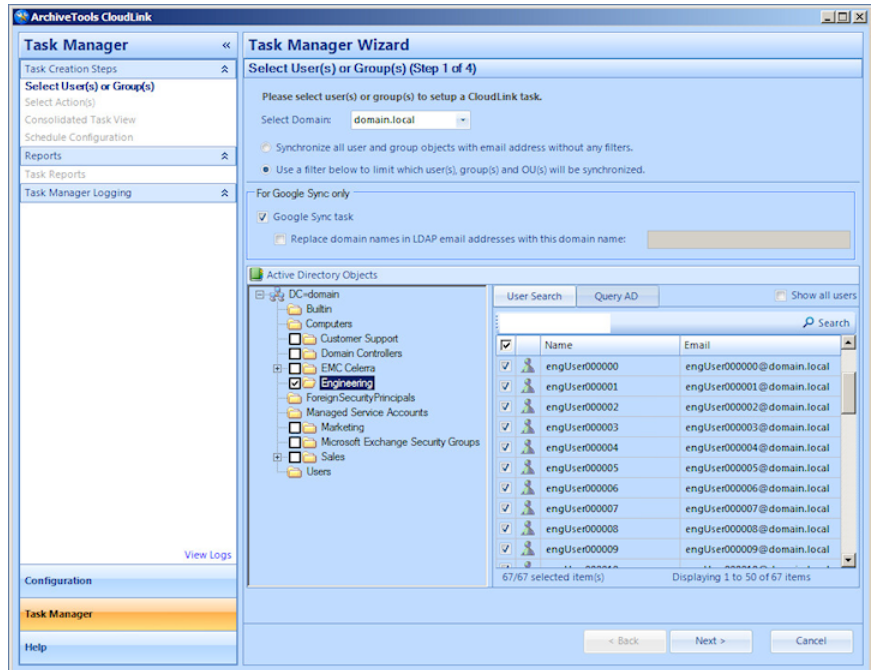 ArchiveTools CloudLink
Task Manager «
Task Creation Steps
Select User(s) or Group(s)
Select Action(s)
Consolidated Task View
Schedule Configuration
Reports
Task Reports
Task Manager Logging
View Logs
Configuration
Task Manager
Help
Task Manager Wizard
Select User(s) or Group(s) (Step 1 of 4)
Please select user(s) or group(s) to setup a CloudLink task.
Select Domain: domain.local
Synchronize all user and group objects with email address without any filters.
Use a filter below to limit which user(s), group(s) and OU(s) will be synchronized.
For Google Sync only
Google Sync task
Replace domain names in LDAP email addresses with this domain name:
Active Directory Objects
DC=domain
Builtin
Computers
Customer Support
Domain Controllers
EMC Celerra
Engineering
ForeignSecurityPrincipals
Managed Service Accounts
Marketing
Microsoft Exchange Security Groups
Sales
Users
User Search Query AD Show all users
Search
Name Email
engUser000000 engUser000000@domain.local
engUser000001 engUser000001@domain.local
engUser000002 engUser000002@domain.local
engUser000003 engUser000003@domain.local
engUser000004 engUser000004@domain.local
engUser000005 engUser000005@domain.local
engUser000006 engUser000006@domain.local
engUser000007 engUser000007@domain.local
engUser000008 engUser000008@domain.local
engUser000009 engUser000009@domain.local
67/67 selected item(s) Displaying 1 to 50 of 67 items
< Back Next > Cancel